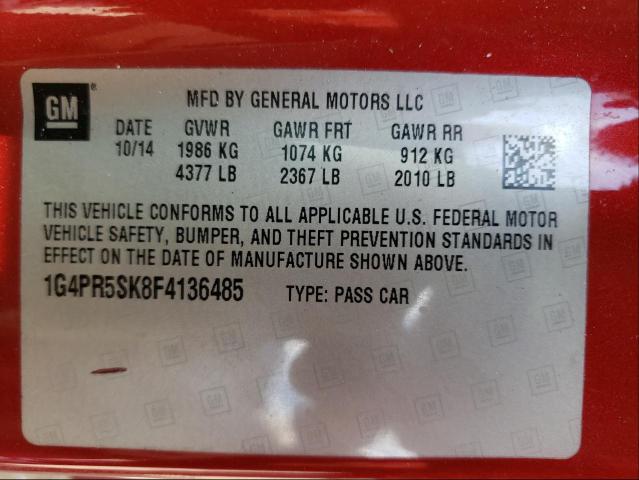 GM ® MFD BY GENERAL MOTORS LLC
DATE GVWR GAWR FRT GAWR RR
10/14 1986 KG 1074 KG 912 KG
4377 LB 2367 LB 2010 LB
THIS VEHICLE CONFORMS TO ALL APPLICABLE U.S. FEDERAL MOTOR
VEHICLE SAFETY, BUMPER, AND THEFT PREVENTION STANDARDS IN
EFFECT ON THE DATE OF MANUFACTURE SHOWN ABOVE.
1G4PR5SK8F4136485 TYPE: PASS CAR